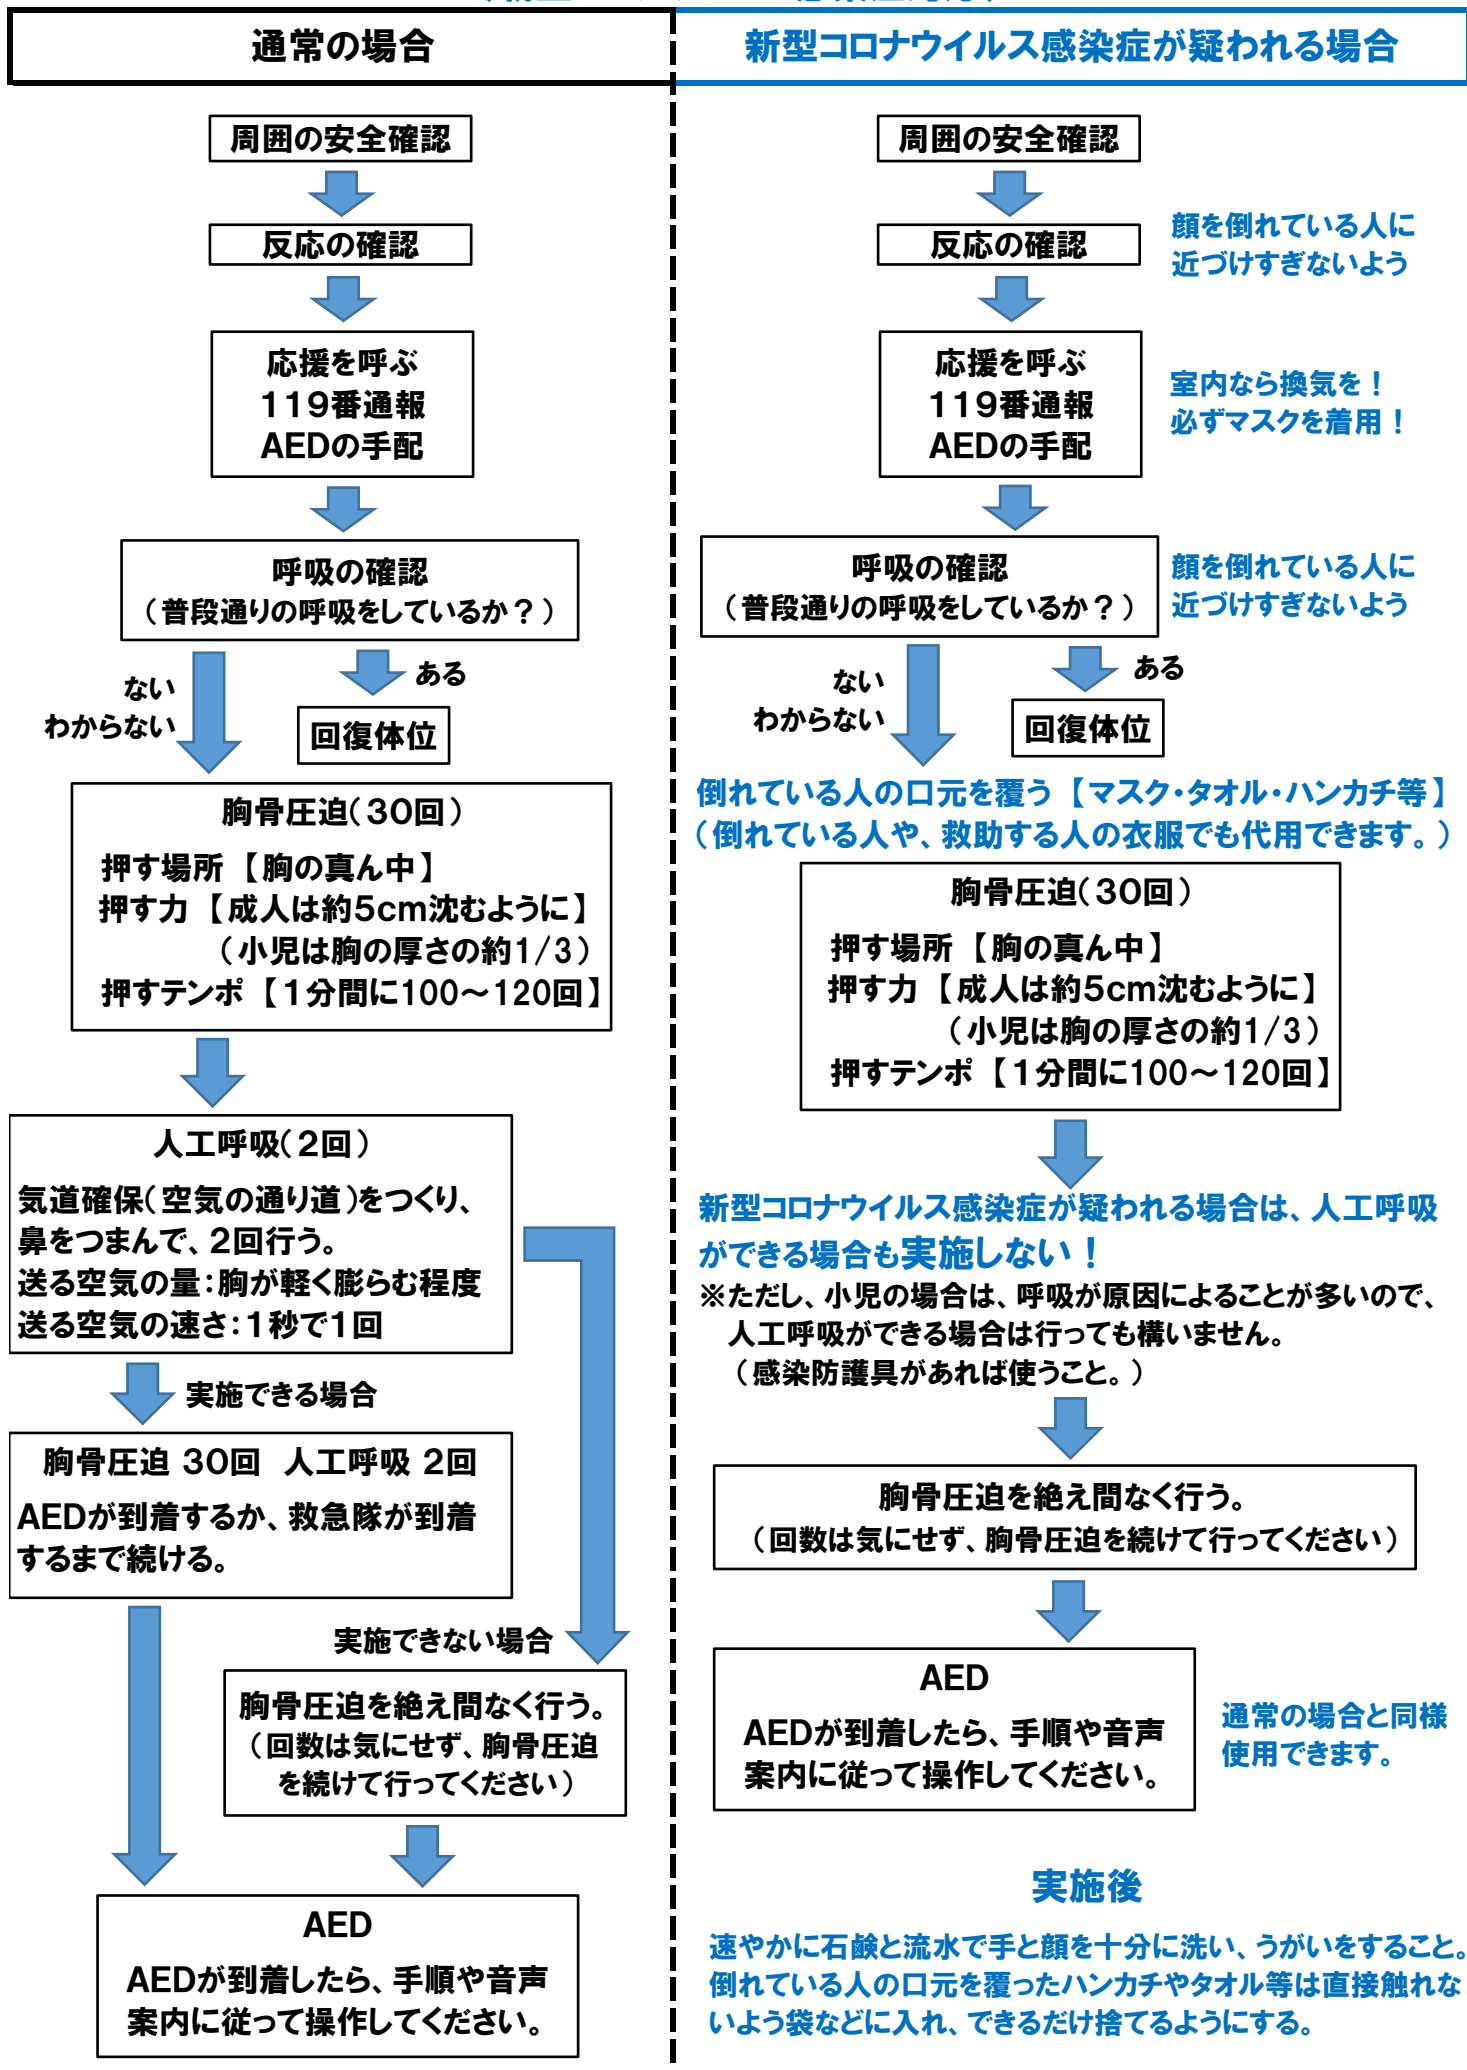 通常の場合
周囲の安全確認
反応の確認
応援を呼ぶ
119番通報
AEDの手配
呼吸の確認
（普段通りの呼吸をしているか？）
ない
わからない
ある
回復体位
胸骨圧迫（30回）
押す場所【胸の真ん中】
押す力【成人は約5cm沈むように】
（小児は胸の厚さの約1/3）
押すテンポ【1分間に100～120回】
人工呼吸（2回）
気道確保（空気の通り道）をつくり、
鼻をつまんで、2回行う。
送る空気の量：胸が軽く膨らむ程度
送る空気の速さ：1秒で1回
実施できる場合
胸骨圧迫 30回 人工呼吸 2回
AEDが到着するか、救急隊が到着
するまで続ける。
実施できない場合
胸骨圧迫を絶え間なく行う。
（回数は気にせず、胸骨圧迫
を続けて行ってください）
AED
AEDが到着したら、手順や音声
案内に従って操作してください。
新型コロナウイルス感染症が疑われる場合
周囲の安全確認
反応の確認
顔を倒れている人に
近づけすぎないよう
応援を呼ぶ
119番通報
AEDの手配
室内なら換気を！
必ずマスクを着用！
呼吸の確認
（普段通りの呼吸をしているか？）
顔を倒れている人に
近づけすぎないよう
ない
わからない
ある
回復体位
倒れている人の口元を覆う【マスク・タオル・ハンカチ等】
（倒れている人や、救助する人の衣服でも代用できます。）
胸骨圧迫（30回）
押す場所【胸の真ん中】
押す力【成人は約5cm沈むように】
（小児は胸の厚さの約1/3）
押すテンポ【1分間に100～120回】
新型コロナウイルス感染症が疑われる場合は、人工呼吸
ができる場合も実施しない！
※ただし、小児の場合は、呼吸が原因によることが多いので、
人工呼吸ができる場合は行っても構いません。
（感染防護具があれば使うこと。）
胸骨圧迫を絶え間なく行う。
（回数は気にせず、胸骨圧迫を続けて行ってください）
AED
AEDが到着したら、手順や音声
案内に従って操作してください。
通常の場合と同様
使用できます。
実施後
速やかに石鹸と流水で手と顔を十分に洗い、うがいをすること。
倒れている人の口元を覆ったハンカチやタオル等は直接触れな
いよう袋などに入れ、できるだけ捨てるようにする。